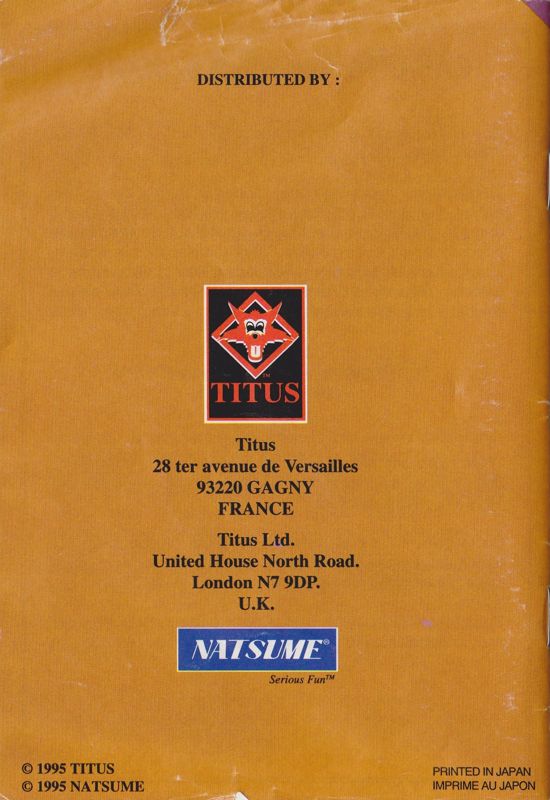 DISTRIBUTED BY :
™
TITUS
Titus
28 ter avenue de Versailles
93220 GAGNY
FRANCE
Titus Ltd.
United House North Road.
London N7 9DP.
U.K.
NATSUME®
Serious Fun™
© 1995 TITUS
© 1995 NATSUME
PRINTED IN JAPAN
IMPRIME AU JAPON